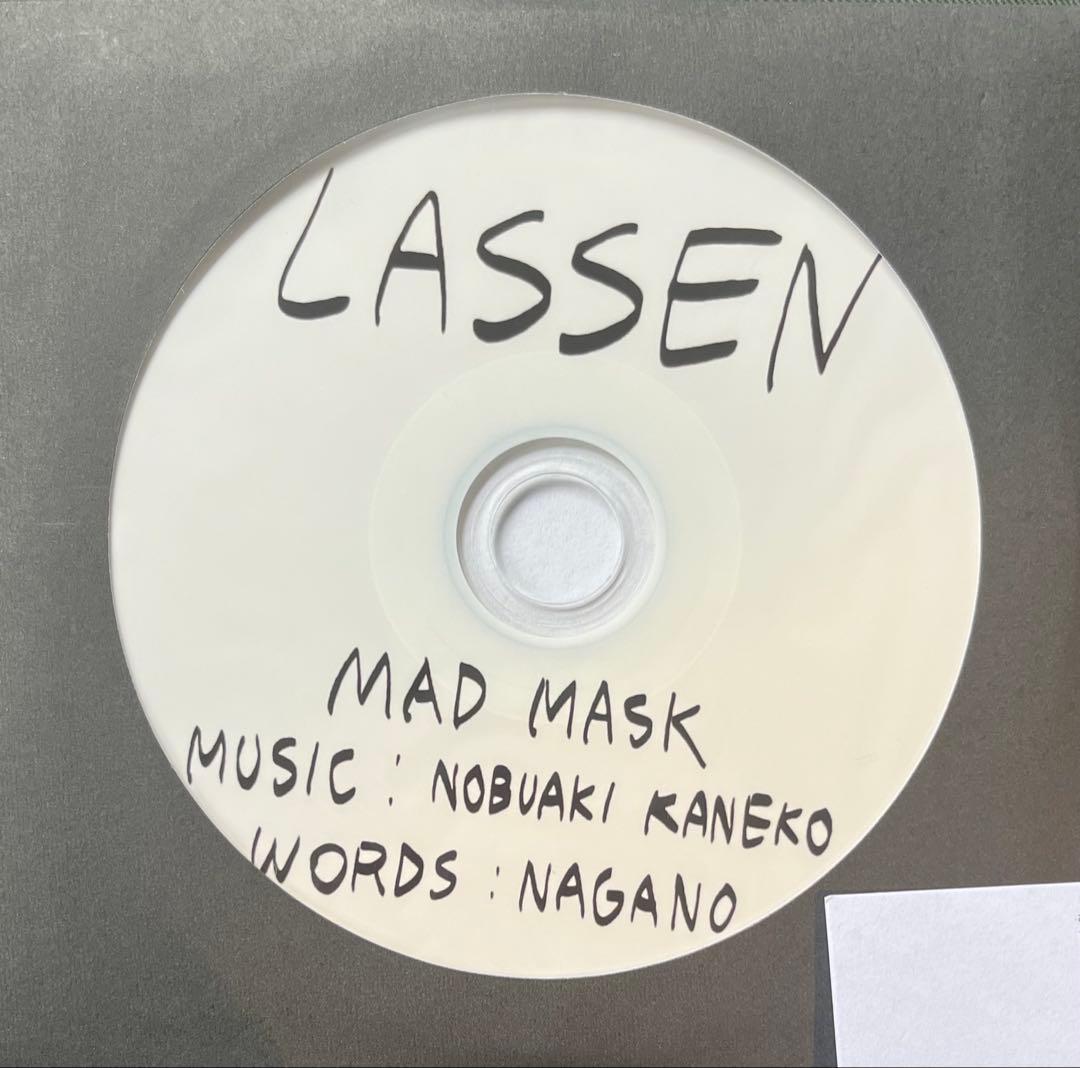 LASSEN
MAD MASK
MUSIC : NOBUAKI KANEKO
WORDS : NAGANO